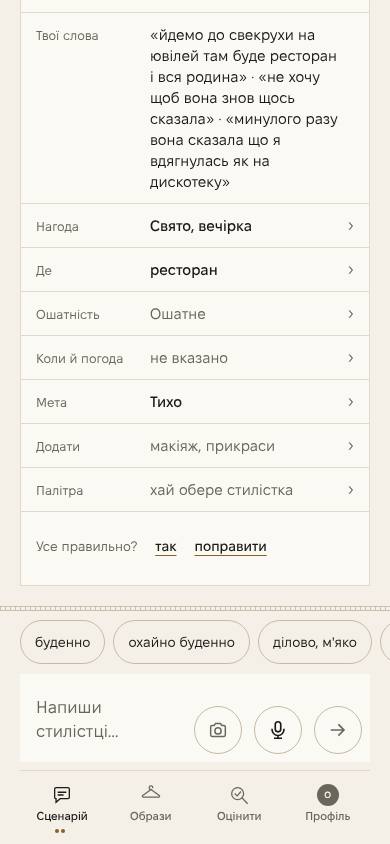 Твої слова
«йдемо до свекрухи на
ювілей там буде ресторан
і вся родина» · «не хочу
щоб вона знов щось
сказала» · «минулого разу
вона сказала що я
вдягнулась як на
дискотеку»
Нагода Свято, вечірка
Де ресторан
Ошатність Ошатне
Коли й погода не вказано
Мета Тихо
Додати макіяж, прикраси
Палітра хай обере стилістка
Усе правильно? так поправити
буденно охайно буденно ділово, м'яко
Напиши
стилістці...
Сценарій Образи Оцінити О Профіль